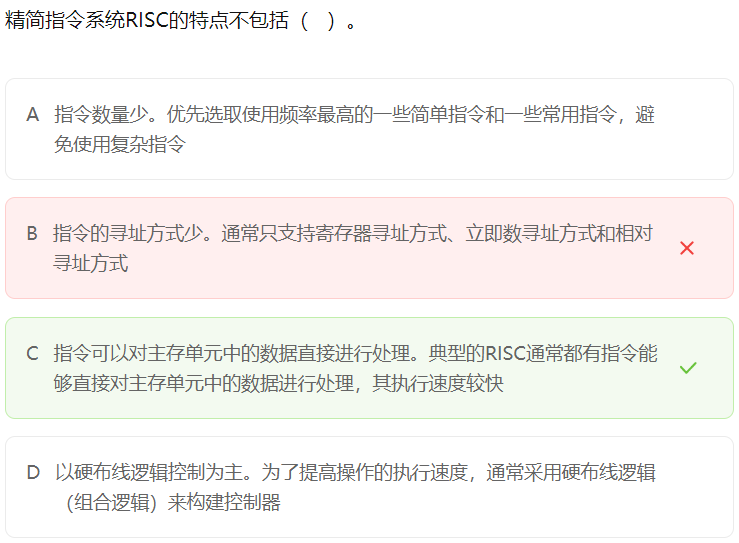 精简指令系统RISC的特点不包括（ ）。
A 指令数量少。优先选取使用频率最高的一些简单指令和一些常用指令，避
免使用复杂指令
B 指令的寻址方式少。通常只支持寄存器寻址方式、立即数寻址方式和相对
寻址方式
C 指令可以对主存单元中的数据直接进行处理。典型的RISC通常都有指令能
够直接对主存单元中的数据进行处理，其执行速度较快
D 以硬布线逻辑控制为主。为了提高操作的执行速度，通常采用硬布线逻辑
（组合逻辑）来构建控制器